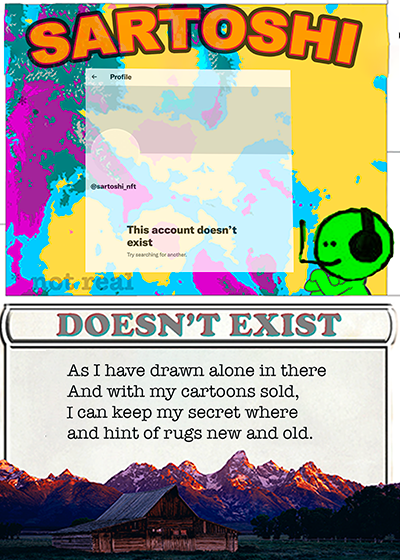 SARTOSHI
← Profile
@sartoshi_nft
This account doesn't
exist
Try searching for another.
not real
DOESN'T EXIST
As I have drawn alone in there
And with my cartoons sold,
I can keep my secret where
and hint of rugs new and old.